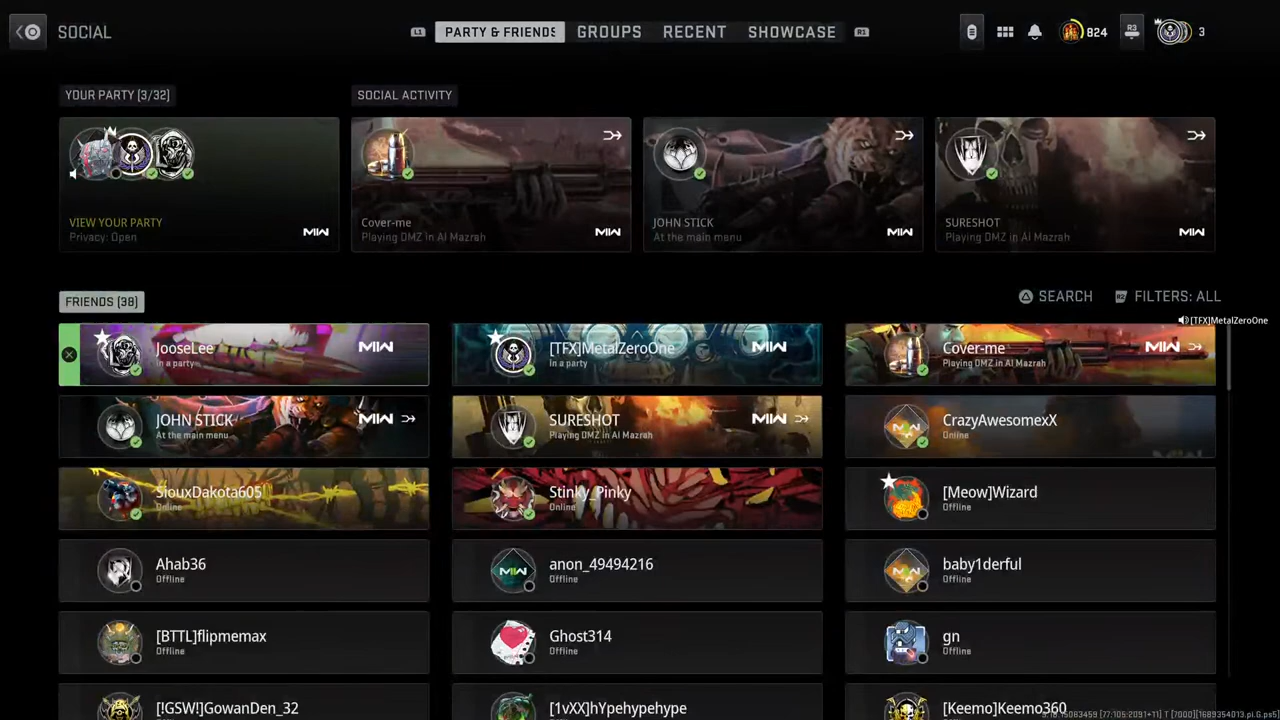 SOCIAL
L1 PARTY & FRIENDS GROUPS RECENT SHOWCASE R1
824 R3 3
YOUR PARTY (3/32)
SOCIAL ACTIVITY
VIEW YOUR PARTY
Privacy: Open
MW
Cover-me
Playing DMZ in Al Mazrah
MW
JOHN STICK
At the main menu
MW
SURESHOT
Playing DMZ in Al Mazrah
MW
FRIENDS (38)
SEARCH R2 FILTERS: ALL
[TFX]MetalZeroOne
JooseLee
In a party
MW
[TFX]MetalZeroOne
In a party
MW
Cover-me
Playing DMZ in Al Mazrah
MW
JOHN STICK
At the main menu
MW
SURESHOT
Playing DMZ in Al Mazrah
MW
CrazyAwesomexX
Online
SiouxDakota605
Online
Stinky_Pinky
Online
[Meow]Wizard
Offline
Ahab36
Offline
anon_49494216
Offline
baby1derful
Offline
[BTTL]flipmemax
Offline
Ghost314
Offline
gn
Offline
[!GSW!]GowanDen_32
[1vXX]hYpehypehype
[Keemo]Keemo360